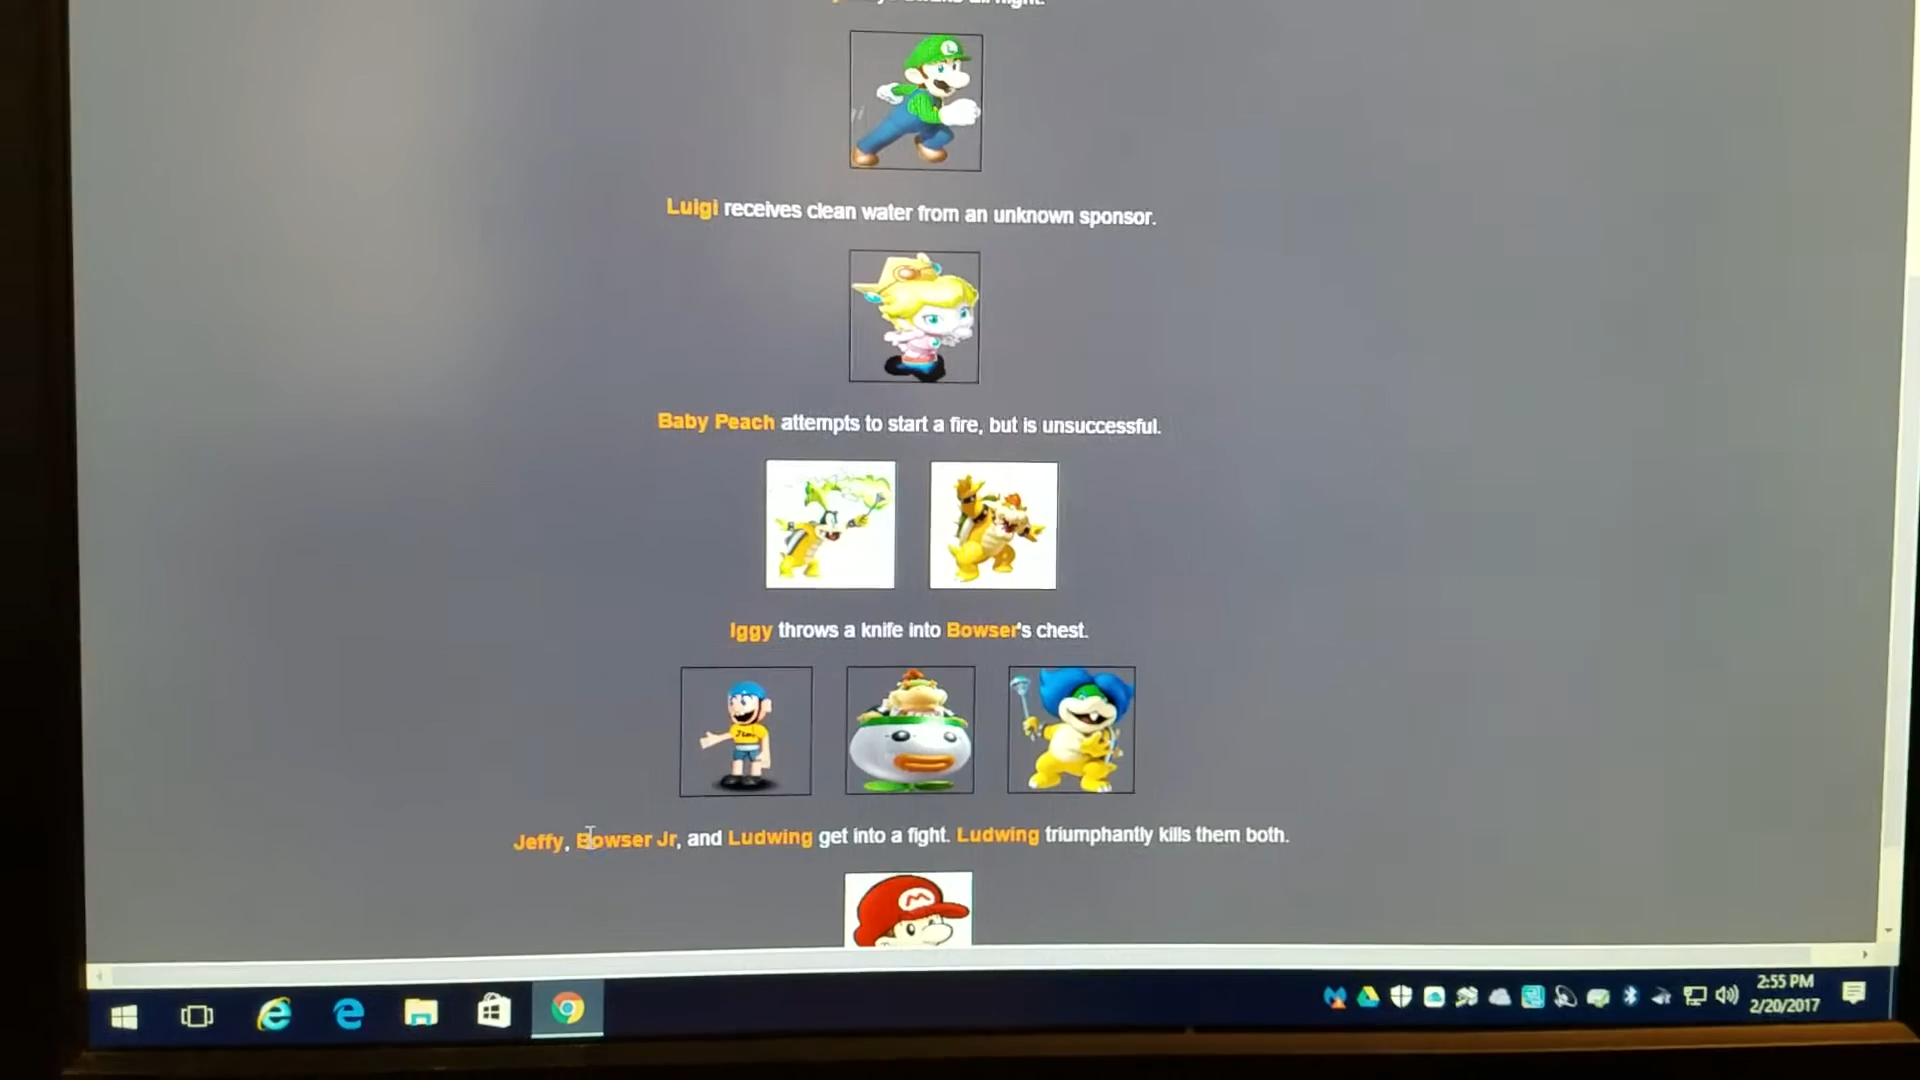 Luigi receives clean water from an unknown sponsor.
Baby Peach attempts to start a fire, but is unsuccessful.
Iggy throws a knife into Bowser's chest.
Jeffy, Bowser Jr, and Ludwing get into a fight. Ludwing triumphantly kills them both.
2:55 PM
2/20/2017